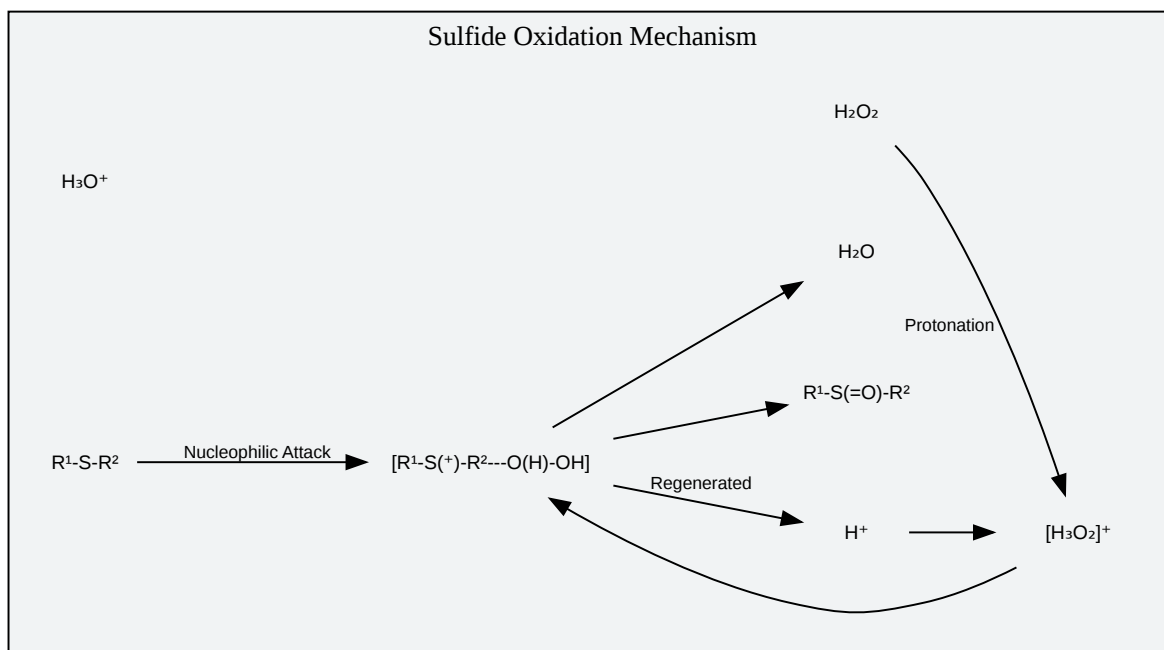 Sulfide Oxidation Mechanism
H₂O₂
H₃O⁺
H₂O
Protonation
R¹-S(=O)-R²
R¹-S-R²
Nucleophilic Attack
[R¹-S(⁺)-R²---O(H)-OH]
Regenerated
H⁺
[H₃O₂]⁺